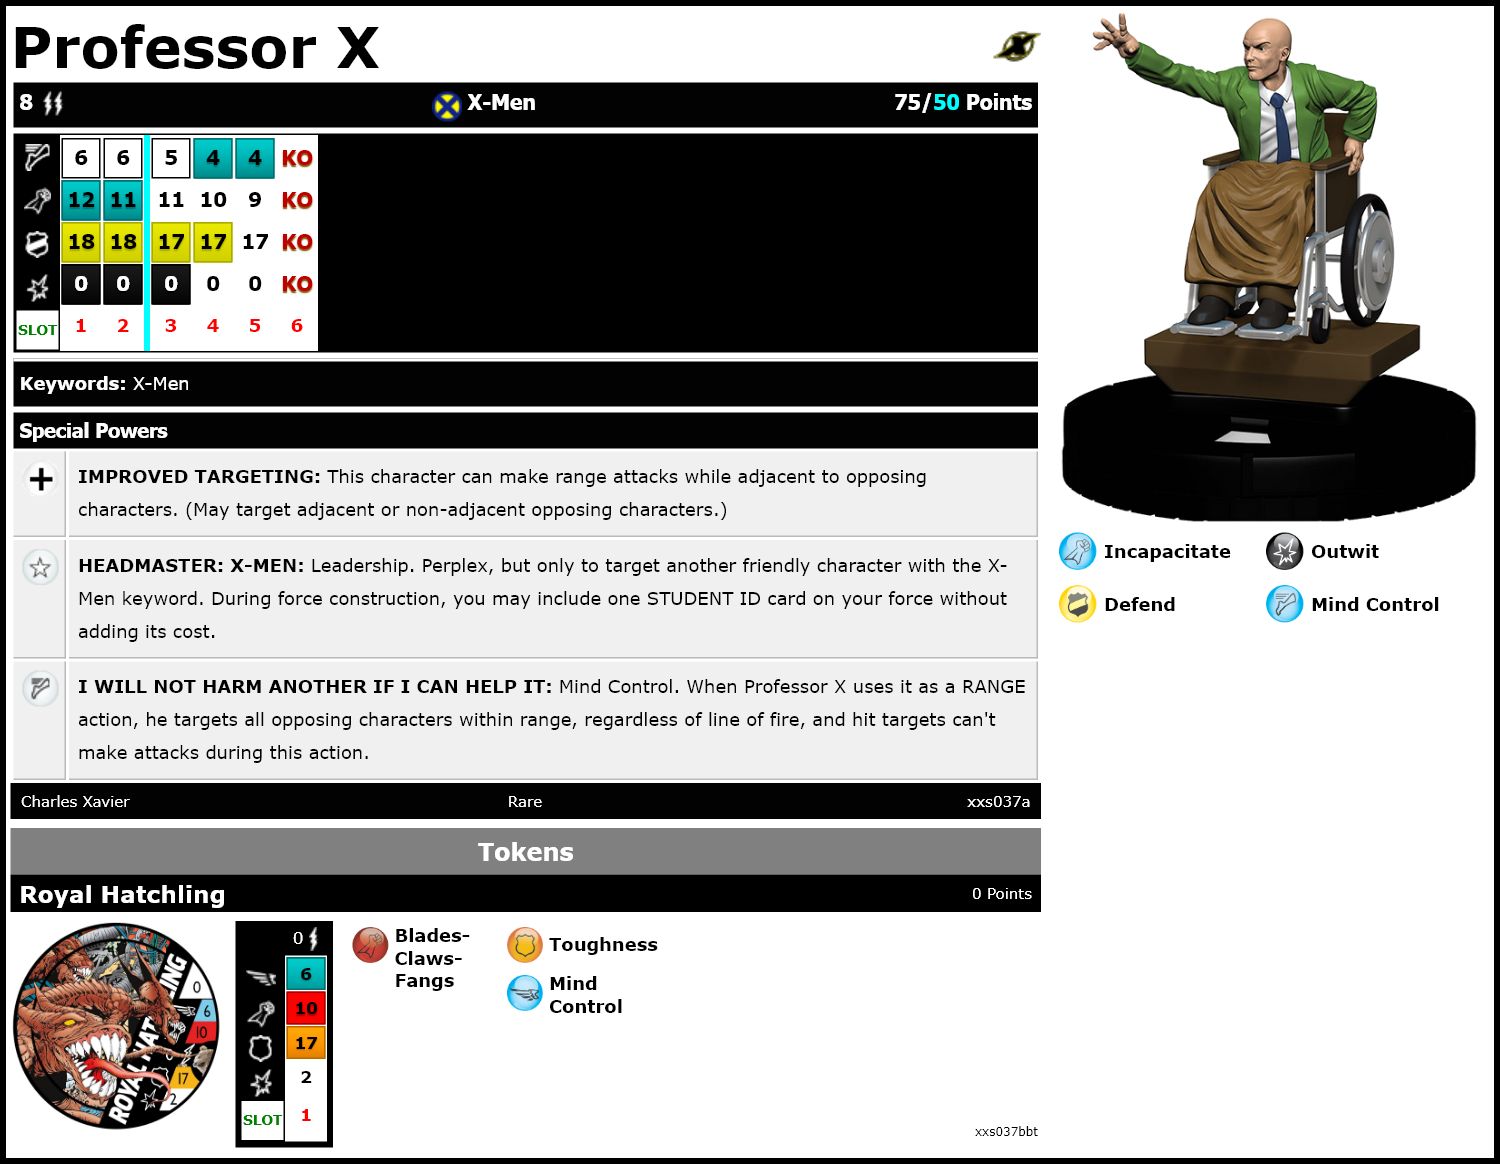 Professor X
8 X-Men 75/50 Points
6 6 5 4 4 KO
12 11 11 10 9 KO
18 18 17 17 17 KO
0 0 0 0 0 KO
SLOT 1 2 3 4 5 6
Keywords: X-Men
Special Powers
IMPROVED TARGETING: This character can make range attacks while adjacent to opposing
characters. (May target adjacent or non-adjacent opposing characters.)
HEADMASTER: X-MEN: Leadership. Perplex, but only to target another friendly character with the X-
Men keyword. During force construction, you may include one STUDENT ID card on your force without
adding its cost.
I WILL NOT HARM ANOTHER IF I CAN HELP IT: Mind Control. When Professor X uses it as a RANGE
action, he targets all opposing characters within range, regardless of line of fire, and hit targets can't
make attacks during this action.
Charles Xavier Rare xxs037a
Incapacitate Outwit
Defend Mind Control
Tokens
Royal Hatchling 0 Points
ROYAL HATCHLING
0
6
10
17
2
0
6
10
17
2
SLOT 1
Blades-
Claws-
Fangs
Toughness
Mind
Control
xxs037bbt